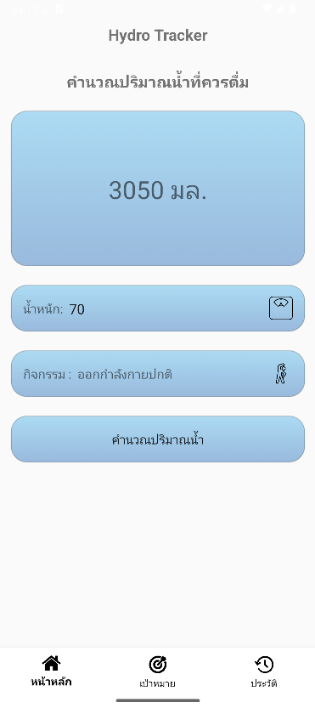 Hydro Tracker
คำนวณปริมาณน้ำที่ควรดื่ม
3050 มล.
น้ำหนัก: 70
กิจกรรม : ออกกำลังกายปกติ
คำนวณปริมาณน้ำ
หน้าหลัก เป้าหมาย ประวัติ